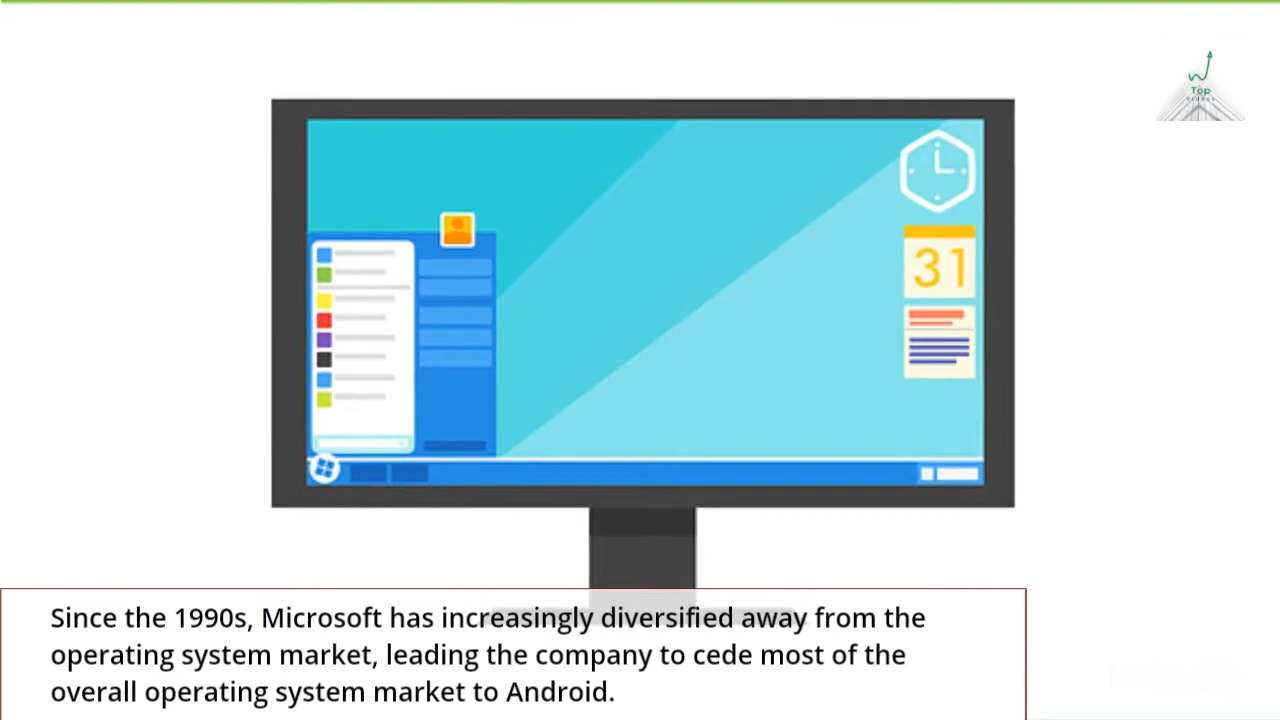 Top
Videos
31
Since the 1990s, Microsoft has increasingly diversified away from the
operating system market, leading the company to cede most of the
overall operating system market to Android.